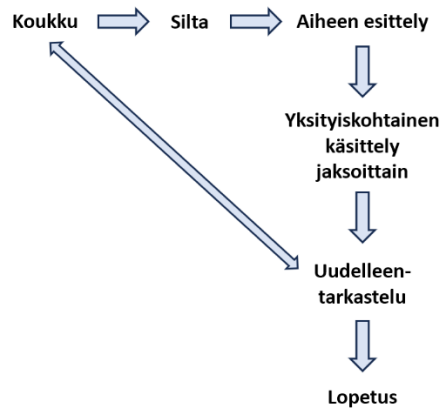 Koukku
Silta
Aiheen esittely
Yksityiskohtainen
käsittely
jaksoittain
Uudelleen-
tarkastelu
Lopetus